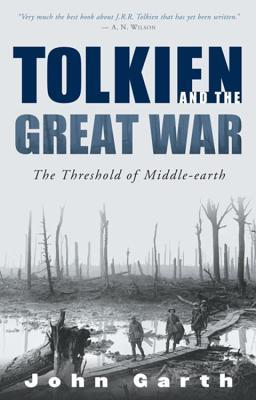 "Very much the best book about J.R.R. Tolkien that has yet been written."
— A. N. WILSON
TOLKIEN
AND THE
GREAT WAR
The Threshold of Middle-earth
John Garth